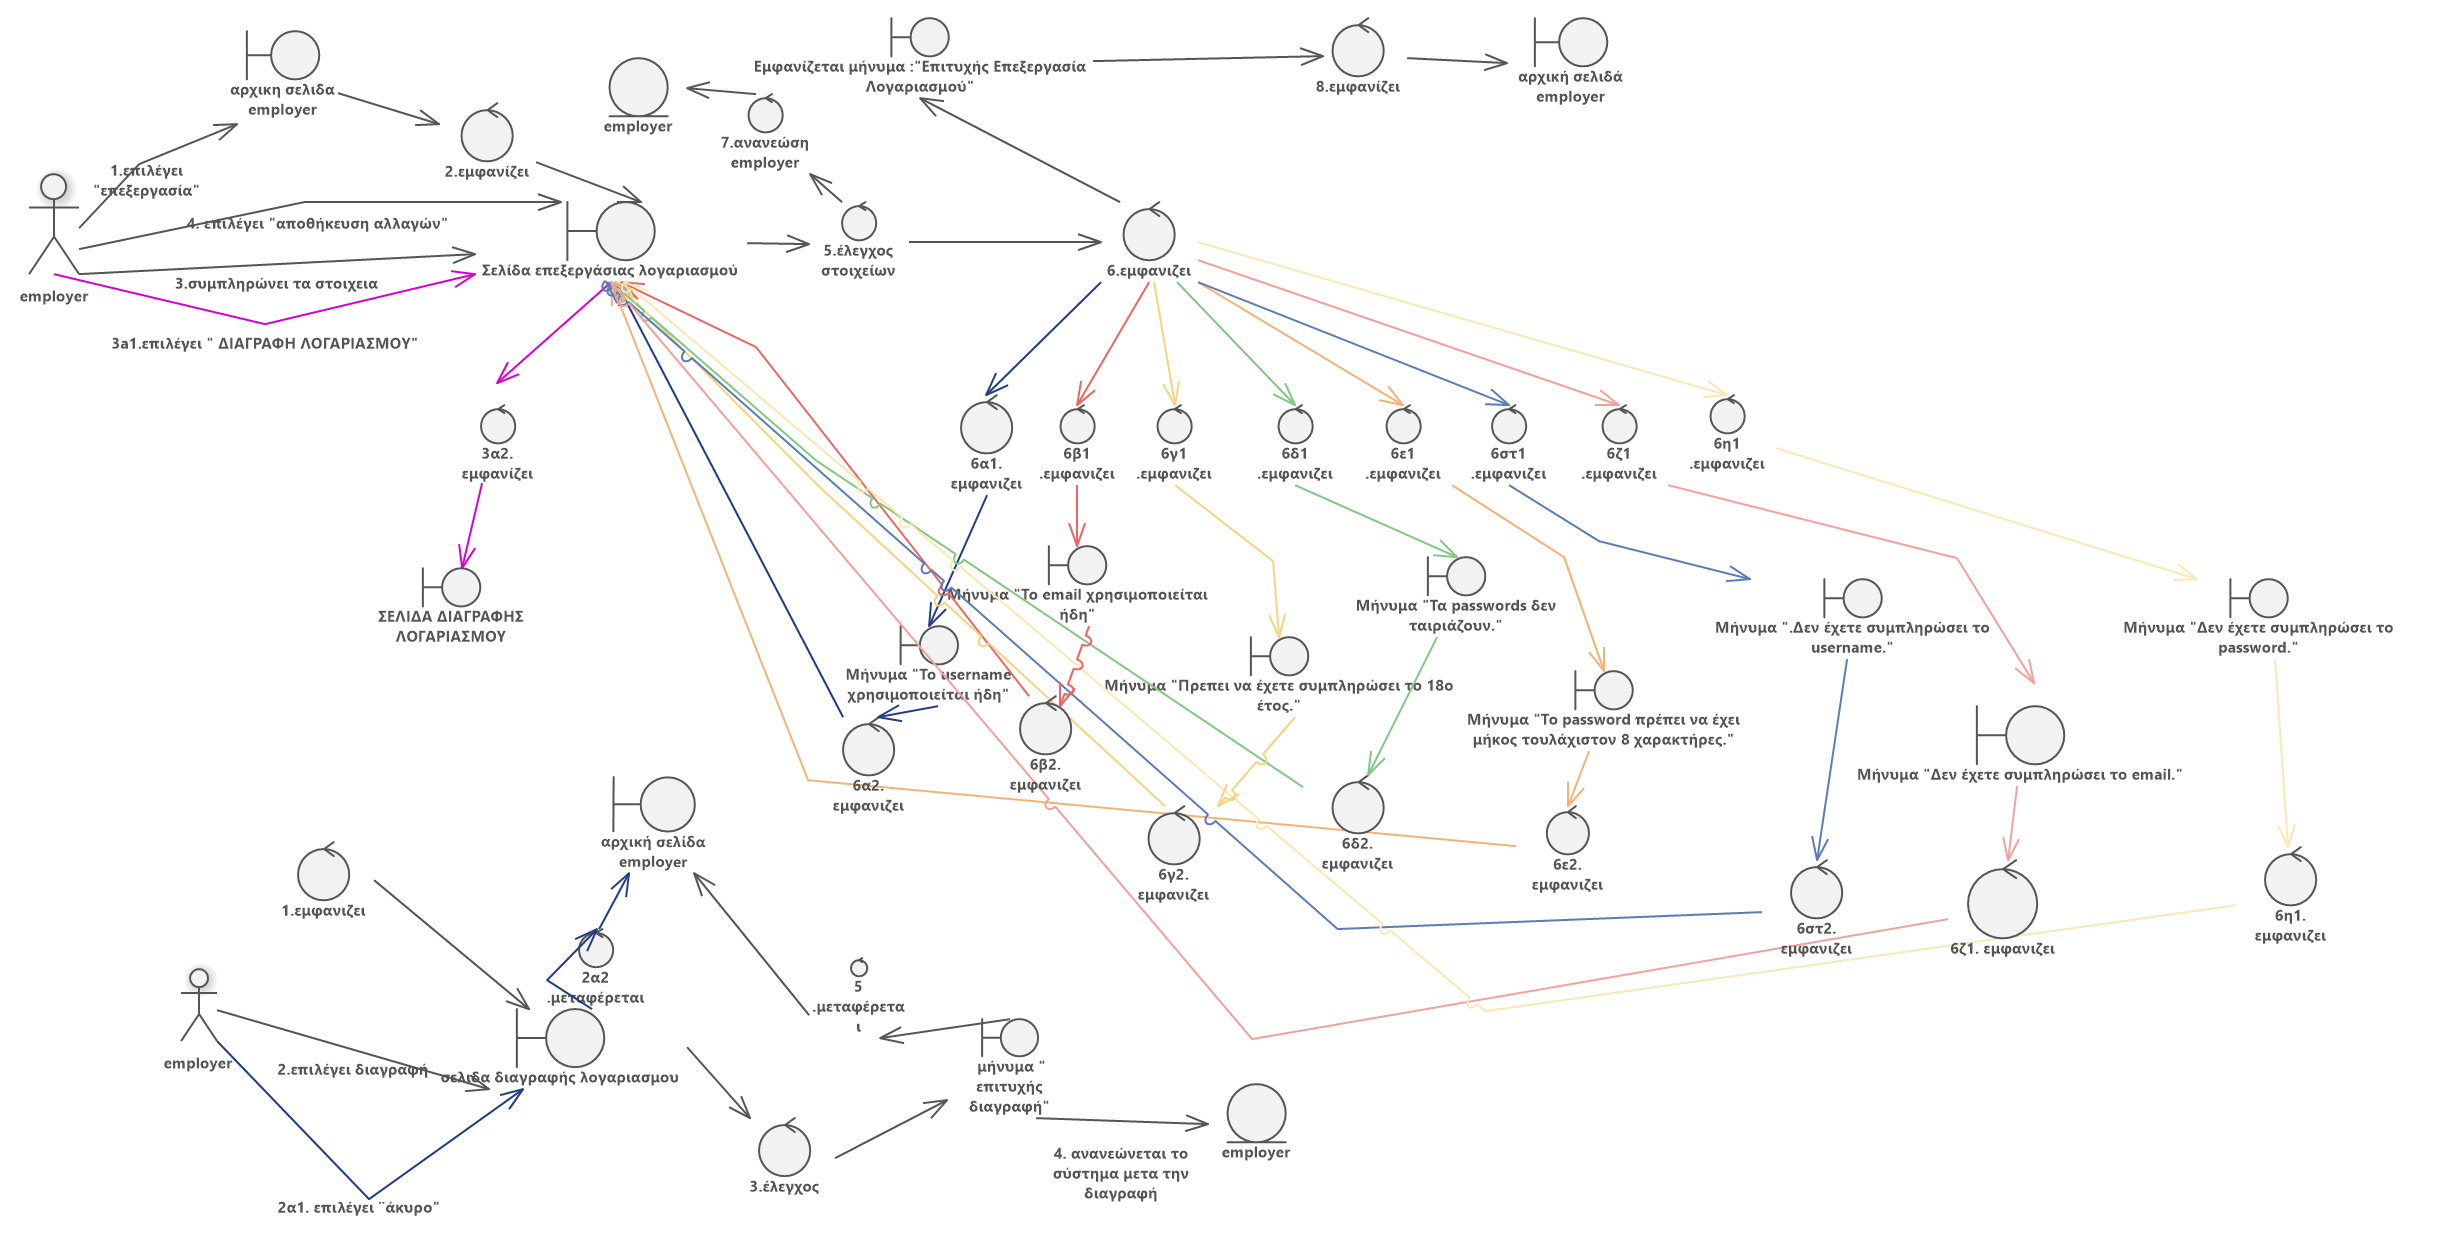 αρχικη σελιδα
employer
1.επιλέγει
"επεξεργασία"
2.εμφανίζει
employer
7.ανανεώση
employer
Εμφανίζεται μήνυμα :"Επιτυχής Επεξεργασία
Λογαριασμού"
8.εμφανίζει
αρχική σελιδά
employer
employer
4. επιλέγει "αποθήκευση αλλαγών"
3.συμπληρώνει τα στοιχεια
3a1.επιλέγει " ΔΙΑΓΡΑΦΗ ΛΟΓΑΡΙΑΣΜΟΥ"
Σελίδα επεξεργάσιας λογαριασμού
5.έλεγχος
στοιχείων
6.εμφανιζει
3α2.
εμφανίζει
ΣΕΛΙΔΑ ΔΙΑΓΡΑΦΗΣ
ΛΟΓΑΡΙΑΣΜΟΥ
6α1.
εμφανιζει
6β1
.εμφανιζει
6γ1
.εμφανιζει
6δ1
.εμφανιζει
6ε1
.εμφανιζει
6στ1
.εμφανιζει
6ζ1
.εμφανιζει
6η1
.εμφανιζει
Μήνυμα "Το email χρησιμοποιείται
ήδη"
Μήνυμα "Το username
χρησιμοποιείται ήδη"
Μήνυμα "Πρεπει να έχετε συμπληρώσει το 18ο
έτος."
Μήνυμα "Τα passwords δεν
ταιριάζουν."
Μήνυμα "Το password πρέπει να έχει
μήκος τουλάχιστον 8 χαρακτήρες."
Μήνυμα ".Δεν έχετε συμπληρώσει το
username."
Μήνυμα "Δεν έχετε συμπληρώσει το email."
Μήνυμα "Δεν έχετε συμπληρώσει το
password."
6α2.
εμφανιζει
6β2.
εμφανιζει
6γ2.
εμφανιζει
6δ2.
εμφανιζει
6ε2.
εμφανιζει
6στ2.
εμφανιζει
6ζ1. εμφανιζει
6η1.
εμφανιζει
αρχική σελίδα
employer
1.εμφανιζει
2α2
.μεταφέρεται
employer
2.επιλέγει διαγραφή
σελιδα διαγραφής λογαριασμου
2α1. επιλέγει ¨άκυρο"
3.έλεγχος
5
.μεταφέρετα
ι
μήνυμα "
επιτυχής
διαγραφή"
4. ανανεώνεται το
σύστημα μετα την
διαγραφή
employer